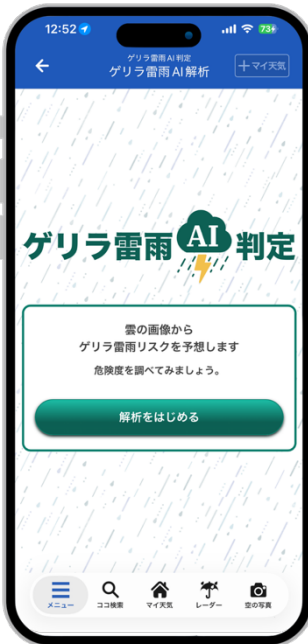 12:52
73
ゲリラ雷雨AI判定
ゲリラ雷雨AI解析
＋マイ天気
ゲリラ雷雨AI判定
雲の画像から
ゲリラ雷雨リスクを予想します
危険度を調べてみましょう。
解析をはじめる
メニュー
ココ検索
マイ天気
レーダー
空の写真